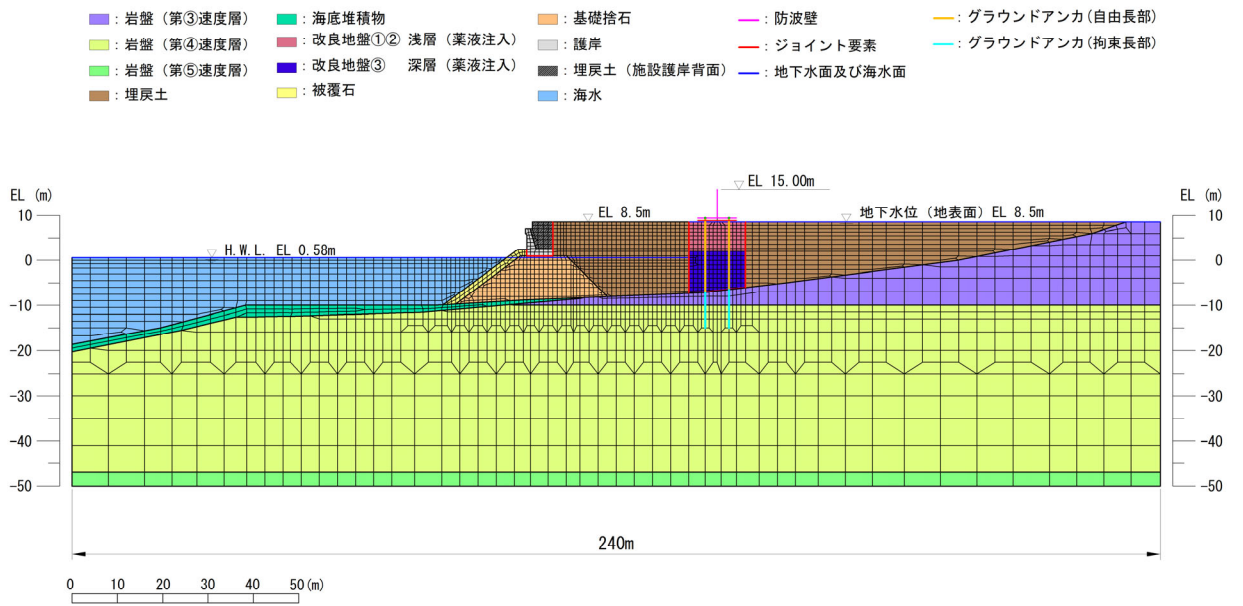 ：岩盤（第③速度層）
：岩盤（第④速度層）
：岩盤（第⑤速度層）
：埋戻土
：海底堆積物
：改良地盤①② 浅層（薬液注入）
：改良地盤③ 深層（薬液注入）
：被覆石
：基礎捨石
：護岸
：埋戻土（施設護岸背面）
：海水
：防波壁
：ジョイント要素
：地下水面及び海水面
：グラウンドアンカ(自由長部)
：グラウンドアンカ(拘束長部)
EL 15.00m
EL (m)
EL (m)
EL 8.5m
地下水位（地表面）EL 8.5m
H.W.L. EL 0.58m
10
0
-10
-20
-30
-40
-50
10
0
-10
-20
-30
-40
-50
240m
0 10 20 30 40 50(m)